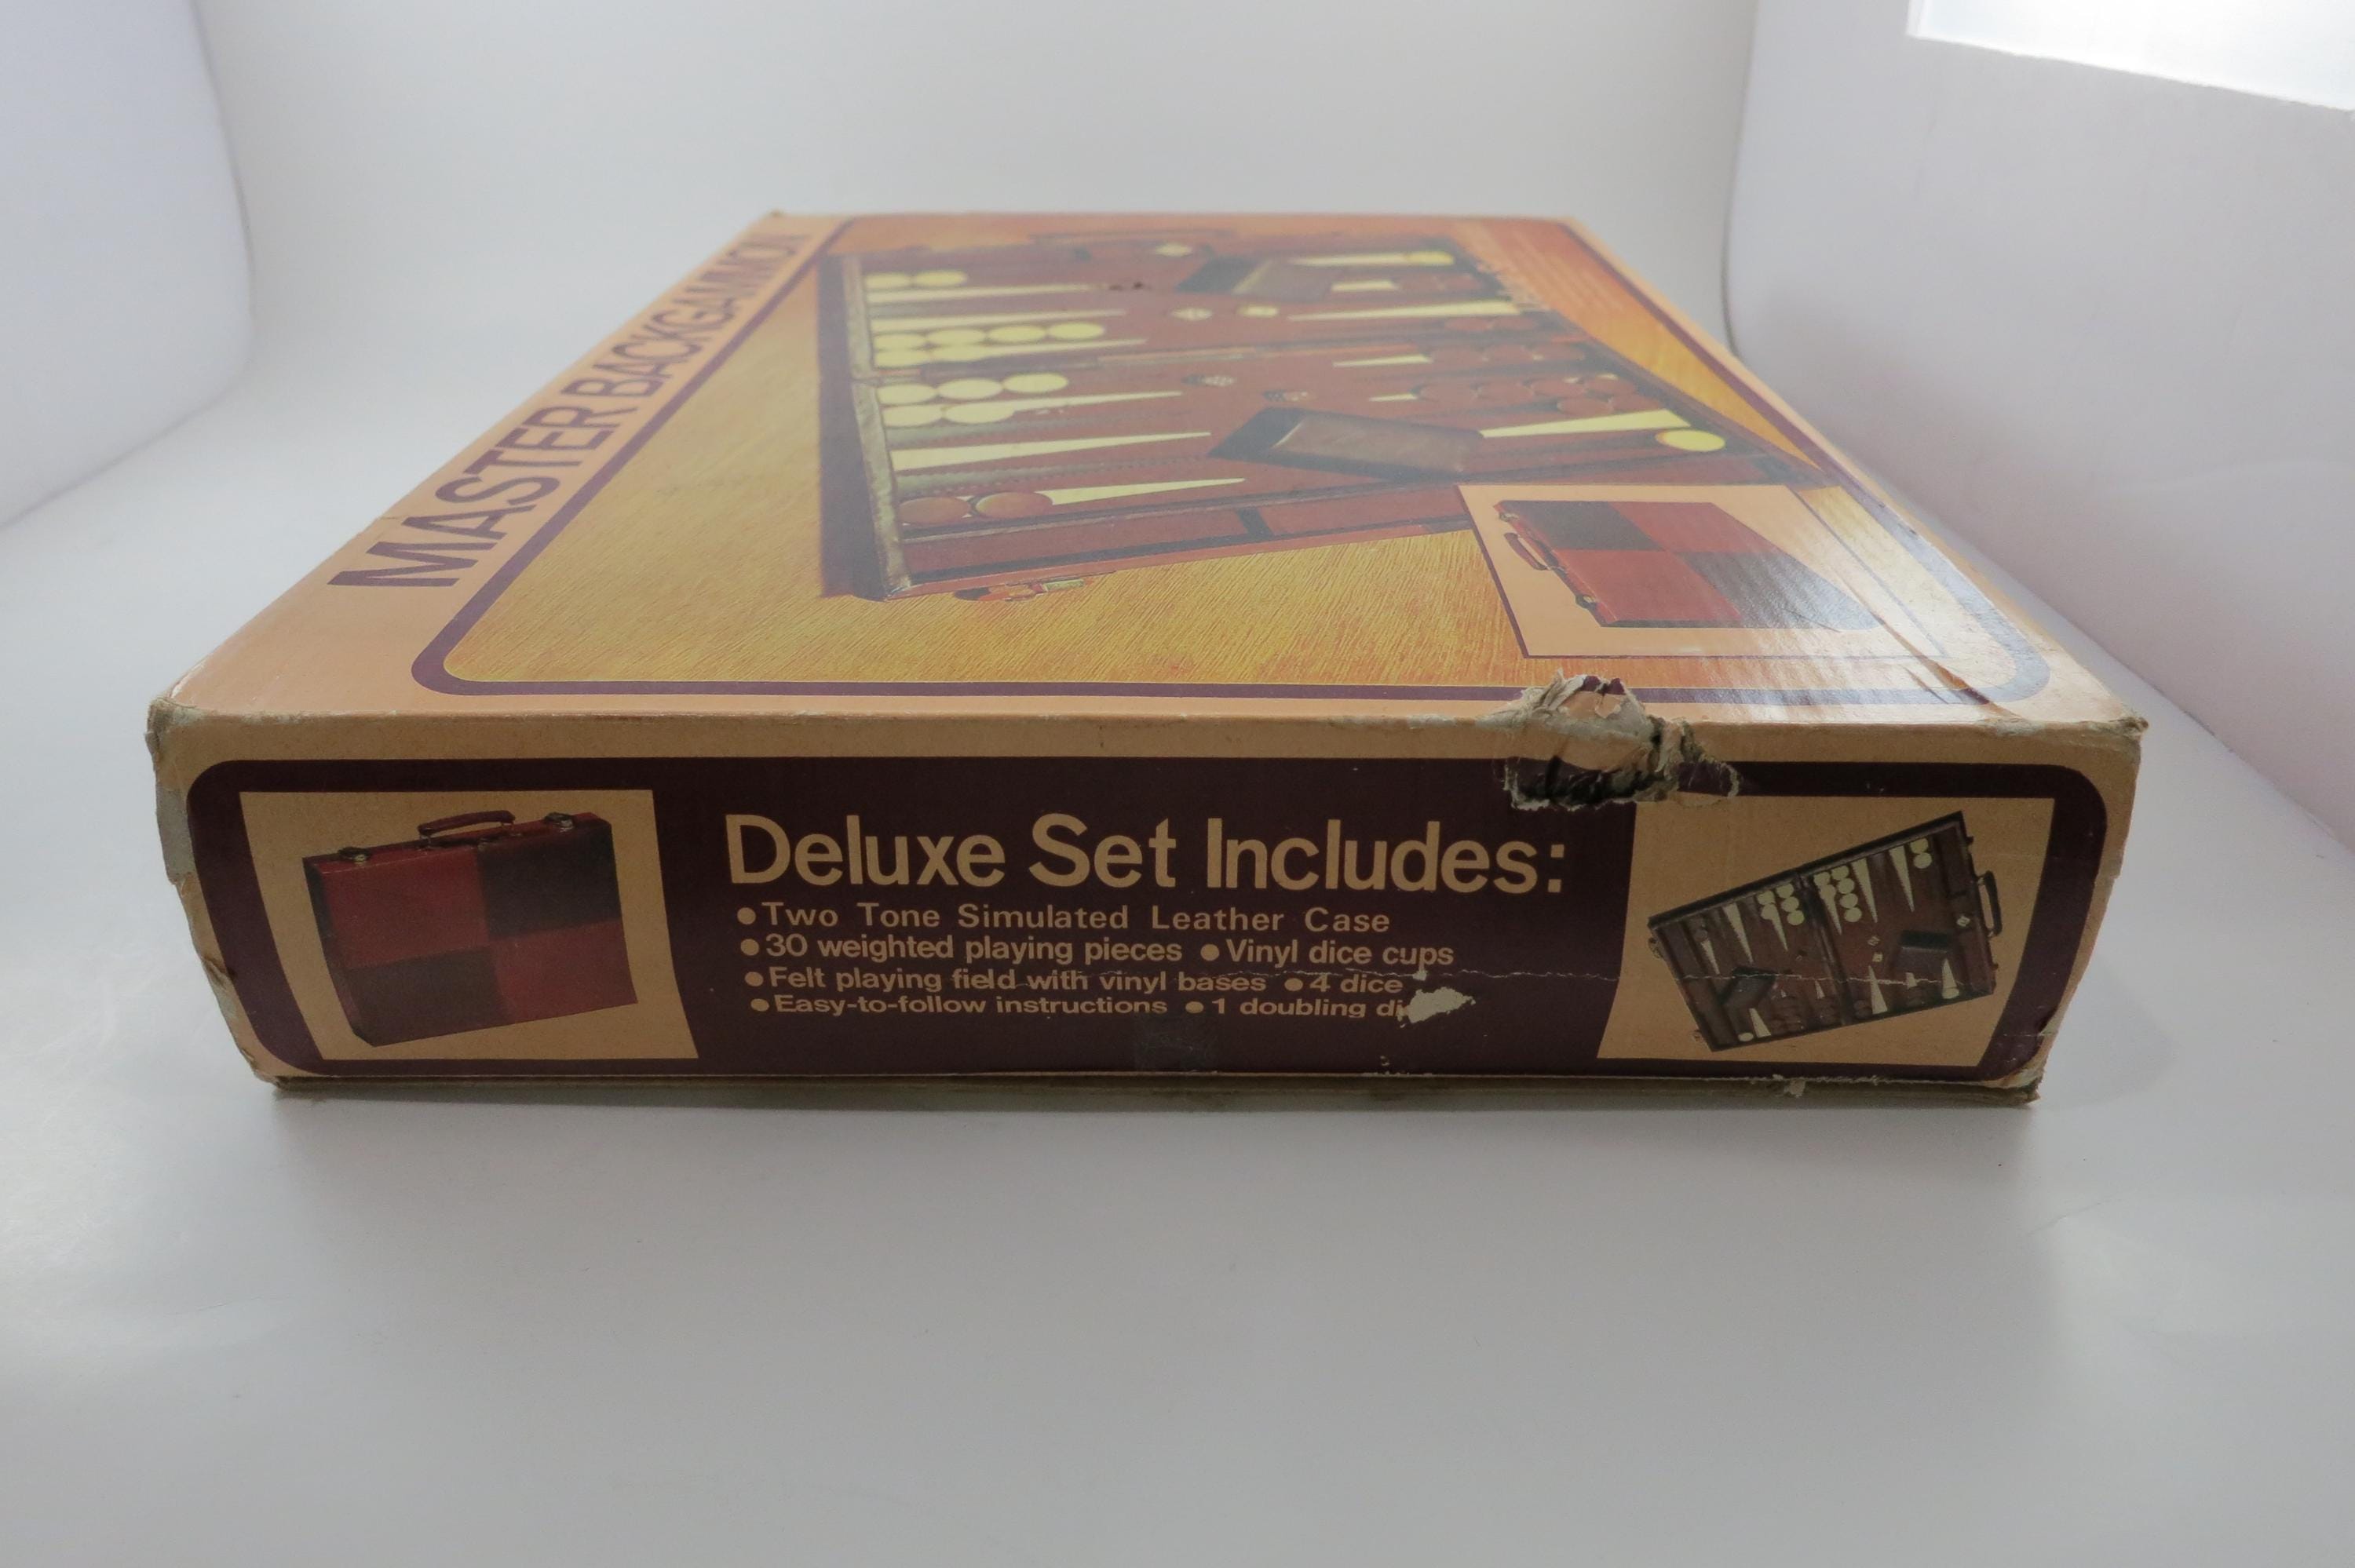 MASTER BACKGAMMON
Deluxe Set Includes:
●Two Tone Simulated Leather Case
●30 weighted playing pieces ●Vinyl dice cups
●Felt playing field with vinyl bases ●4 dice
●Easy-to-follow instructions ●1 doubling